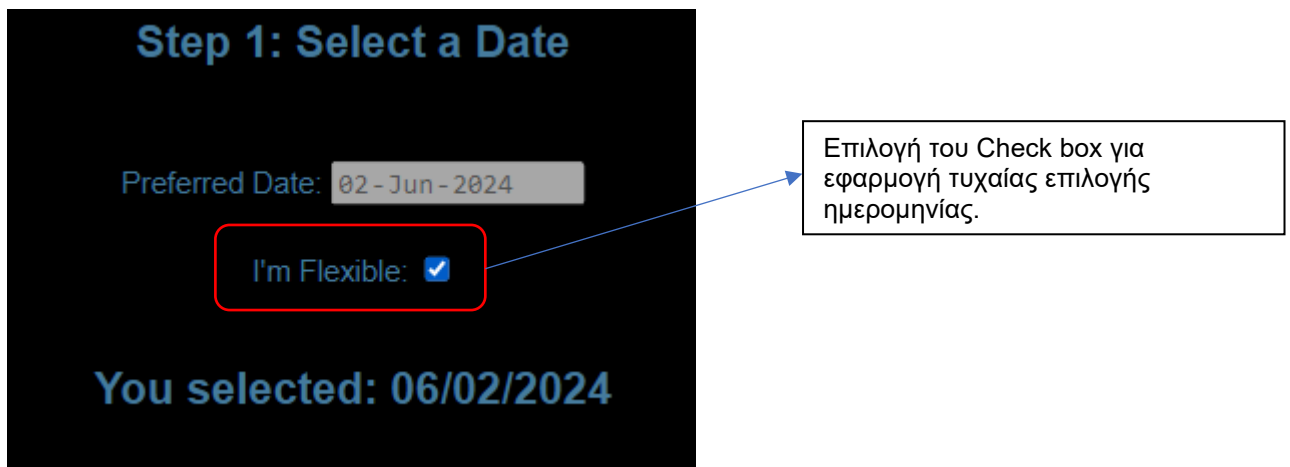 Step 1: Select a Date
Preferred Date: 02-Jun-2024
I'm Flexible:
You selected: 06/02/2024
Επιλογή του Check box για
εφαρμογή τυχαίας επιλογής
ημερομηνίας.